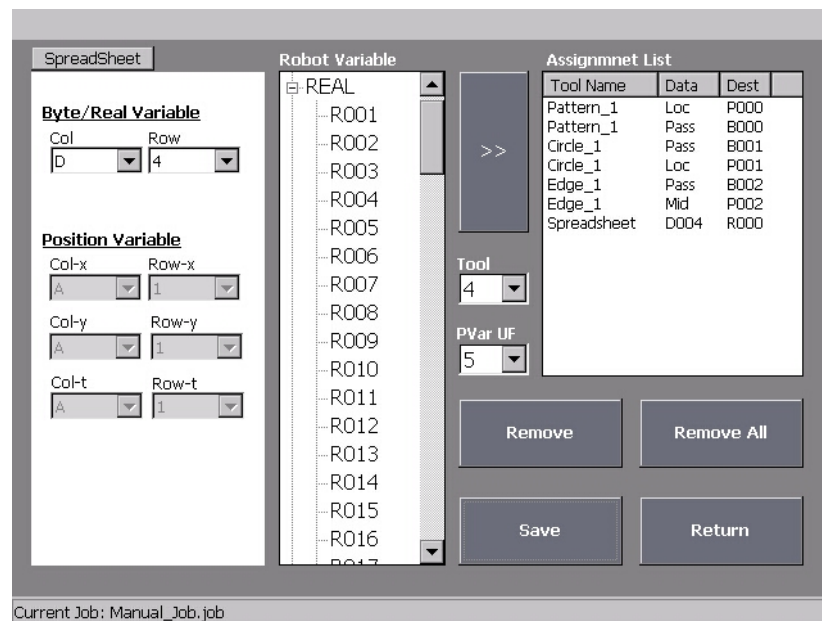 SpreadSheet
Byte/Real Variable
Col Row
D 4
Position Variable
Col-x Row-x
A 1
Col-y Row-y
A 1
Col-t Row-t
A 1
Robot Variable
REAL
R001
R002
R003
R004
R005
R006
R007
R008
R009
R010
R011
R012
R013
R014
R015
R016
R017
>>
Tool
4
PVar UF
5
Assignmnet List
Tool Name Data Dest
Pattern_1 Loc P000
Pattern_1 Pass B000
Circle_1 Pass B001
Circle_1 Loc P001
Edge_1 Pass B002
Edge_1 Mid P002
Spreadsheet D004 R000
Remove Remove All
Save Return
Current Job: Manual_Job.job